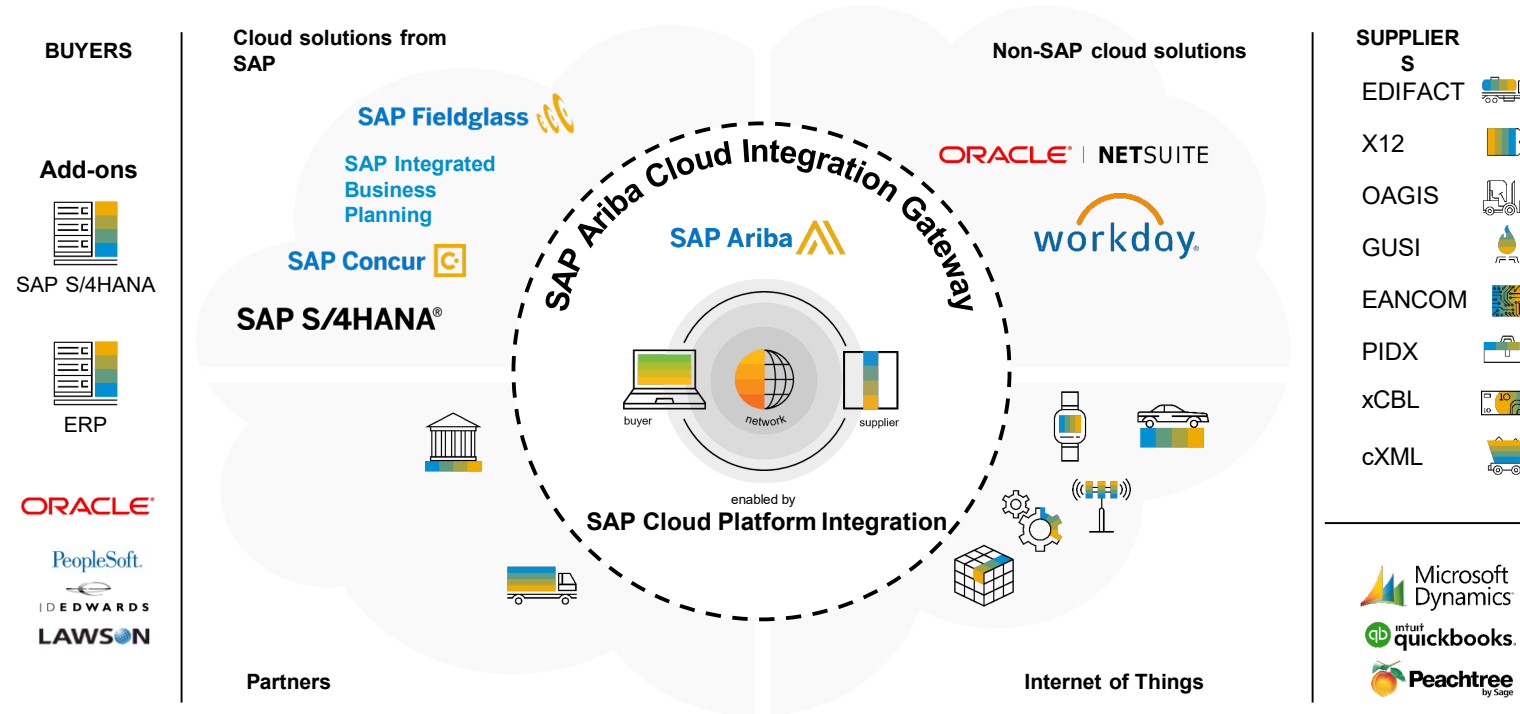 BUYERS
Add-ons
SAP S/4HANA
ERP
ORACLE®
PeopleSoft.
JDEDWARDS
LAWSON
Cloud solutions from
SAP
SAP Fieldglass
SAP Integrated
Business
Planning
SAP Concur C.
SAP S/4HANA®
Non-SAP cloud solutions
ORACLE® | NETSUITE
workday®
SAP Ariba Cloud Integration Gateway
SAP Ariba
buyer
network
supplier
enabled by
SAP Cloud Platform Integration
Partners
Internet of Things
SUPPLIER
S
EDIFACT
X12
OAGIS
GUSI
EANCOM
PIDX
xCBL
10
10
cXML
Microsoft
Dynamics
qb intuit
quickbooks.
Peachtree
by Sage